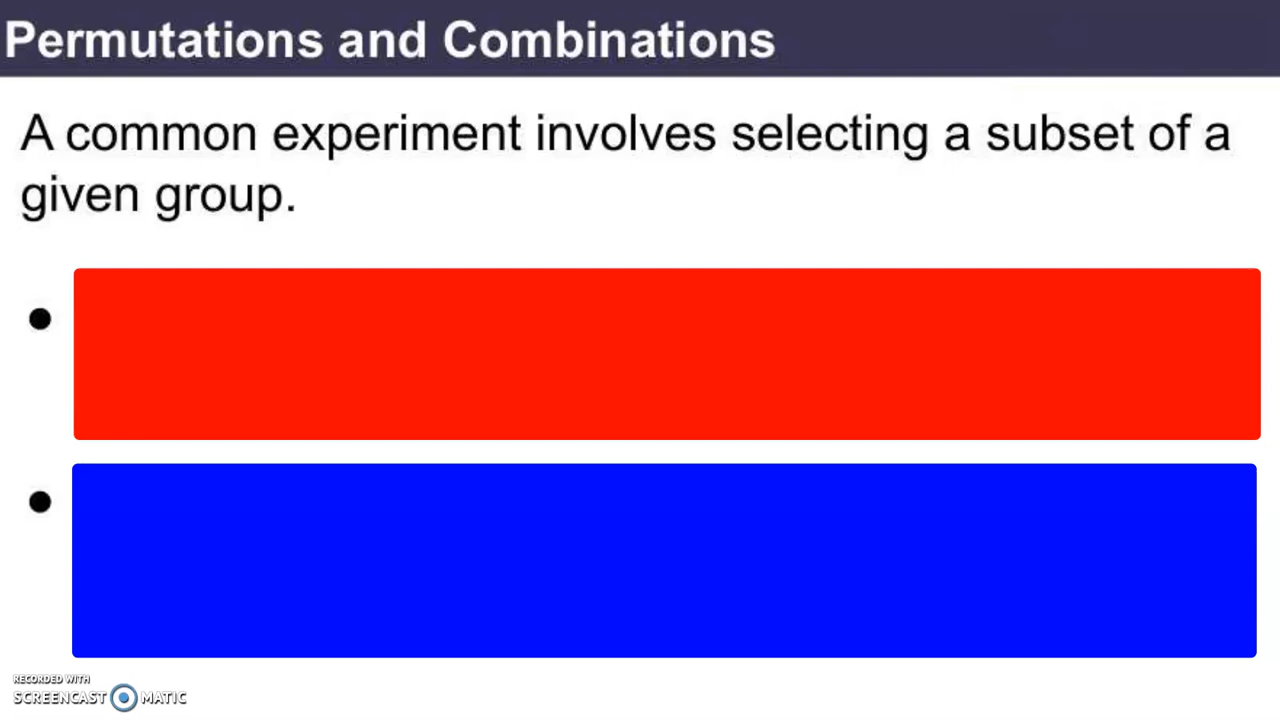 Permutations and Combinations
A common experiment involves selecting a subset of a
given group.
•
•
RECORDED WITH
SCREENCAST MATIC